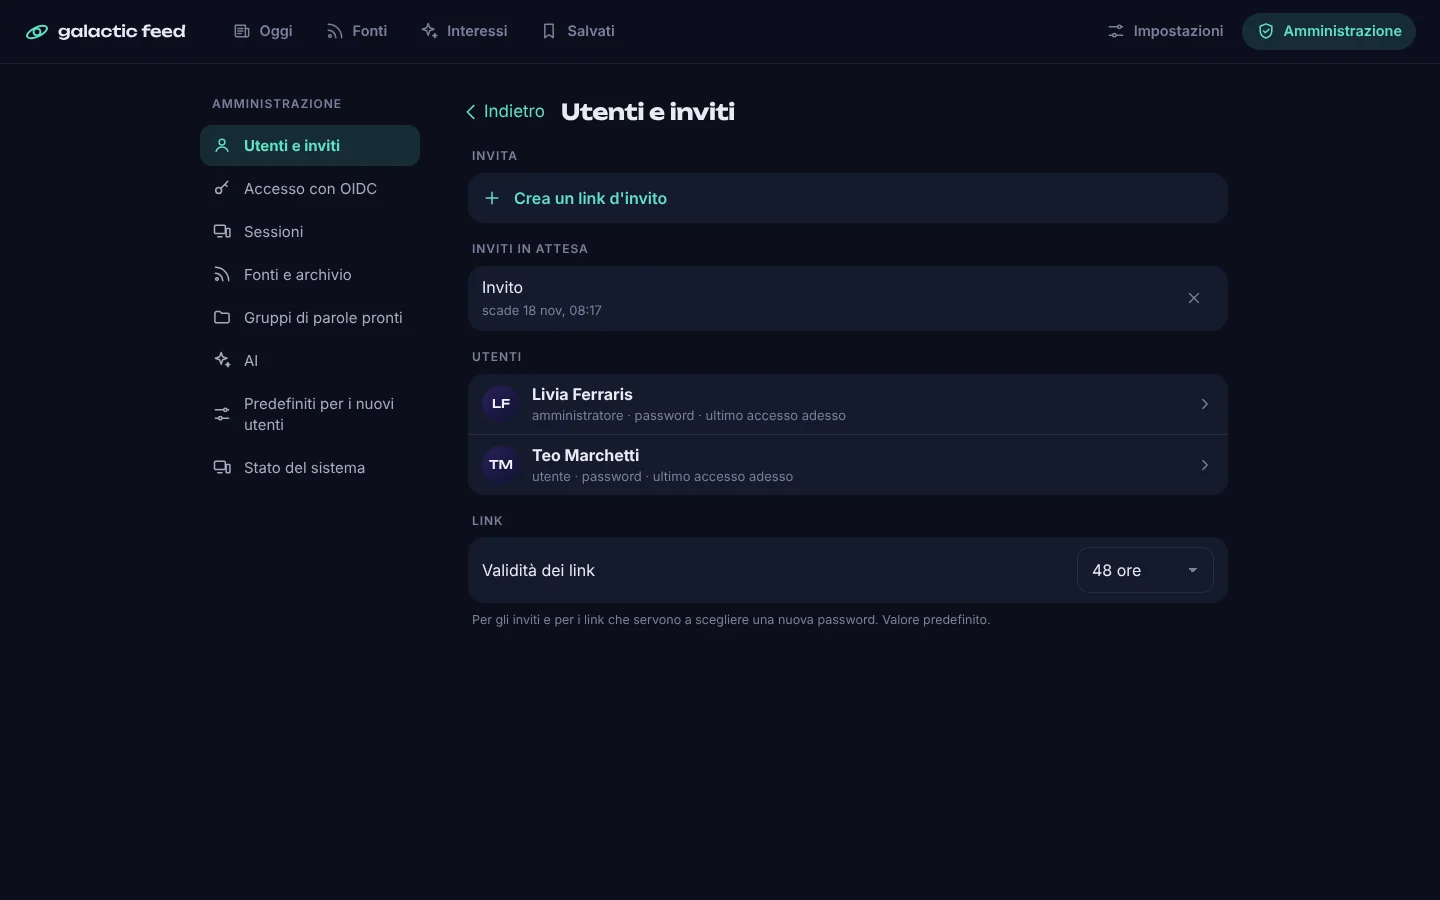 galactic feed
Oggi
Fonti
Interessi
Salvati
Impostazioni
Amministrazione
AMMINISTRAZIONE
Utenti e inviti
Accesso con OIDC
Sessioni
Fonti e archivio
Gruppi di parole pronti
AI
Predefiniti per i nuovi
utenti
Stato del sistema
Indietro
Utenti e inviti
INVITA
Crea un link d'invito
INVITI IN ATTESA
Invito
scade 18 nov, 08:17
UTENTI
LF
Livia Ferraris
amministratore · password · ultimo accesso adesso
TM
Teo Marchetti
utente · password · ultimo accesso adesso
LINK
Validità dei link
48 ore
Per gli inviti e per i link che servono a scegliere una nuova password. Valore predefinito.